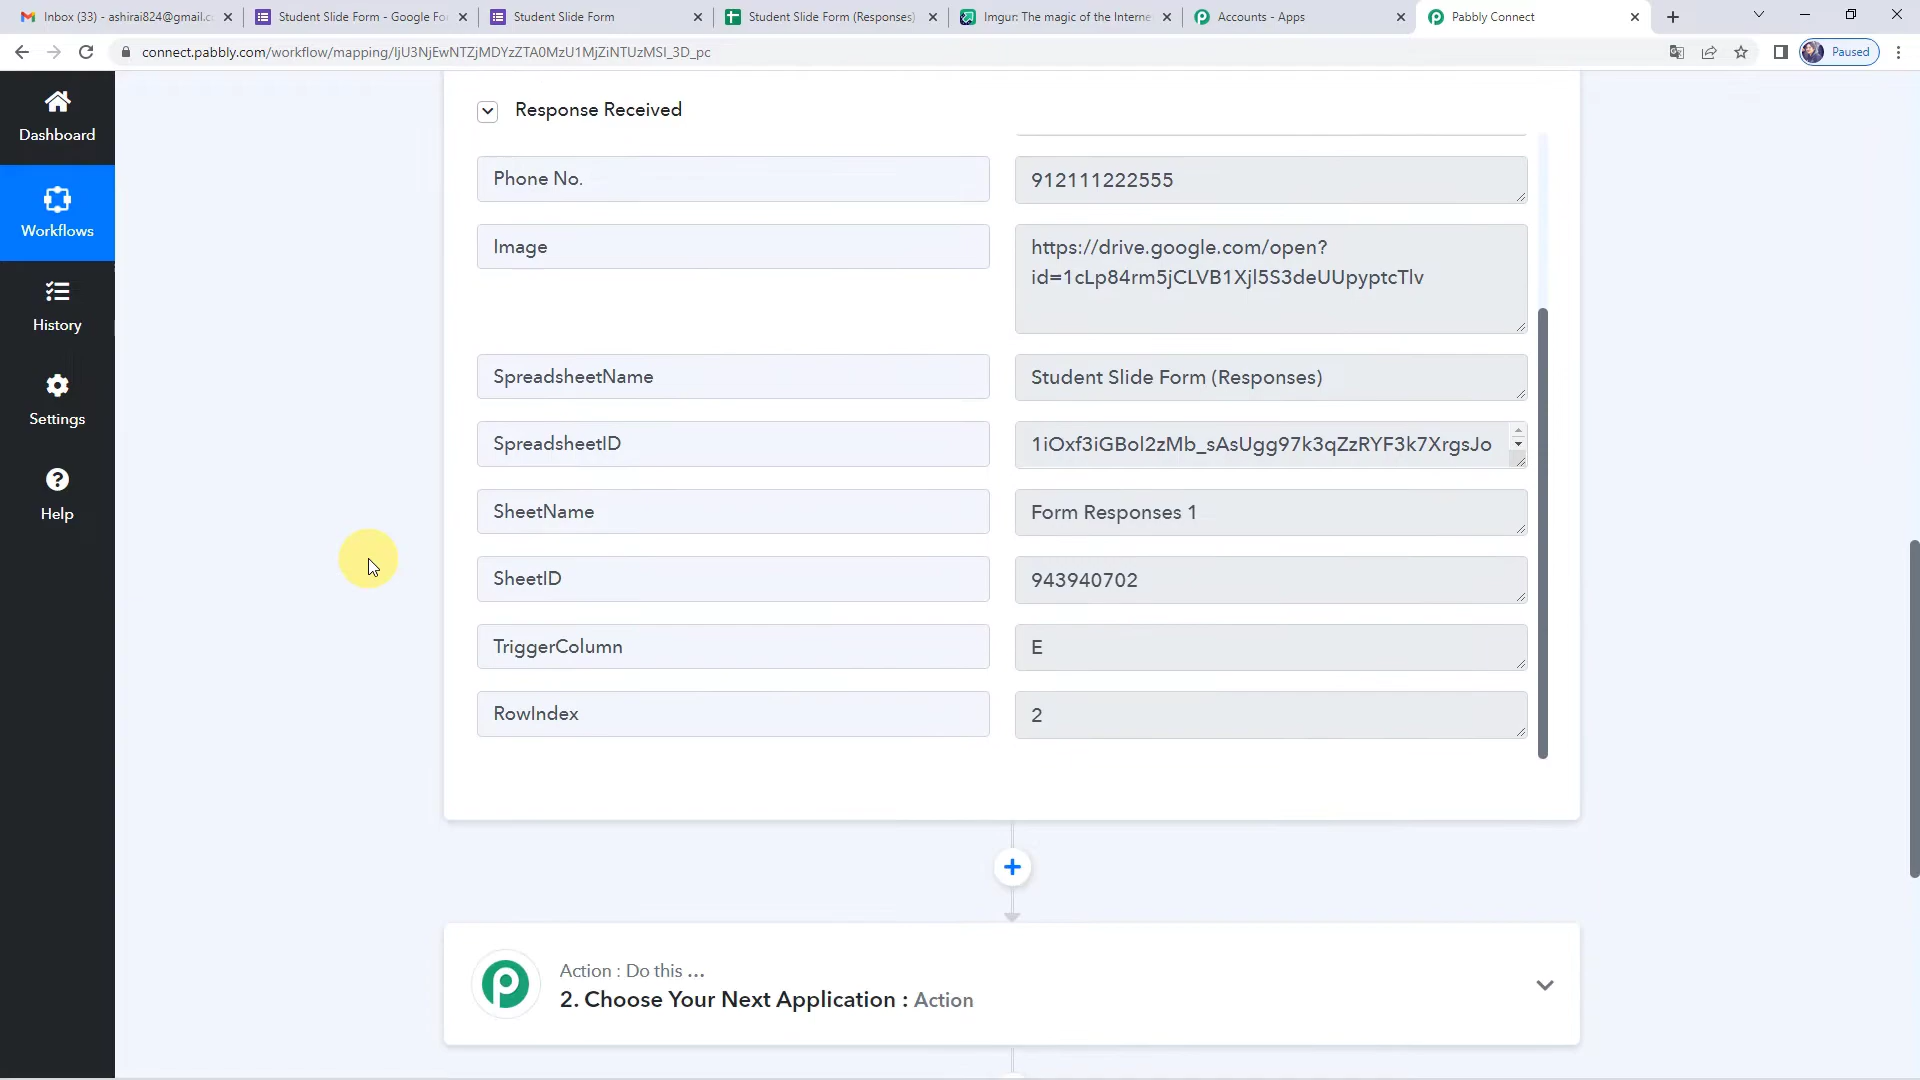 Inbox (33) - ashirai824@gmail.c
Student Slide Form - Google Fo
Student Slide Form
Student Slide Form (Responses)
Imgur: The magic of the Interne
Accounts - Apps
Pabbly Connect
connect.pabbly.com/workflow/mapping/IjU3NjEwNTZjMDYzZTA0MzU1MjZiNTUzMSI_3D_pc
Paused
Dashboard
Workflows
History
Settings
Help
Response Received
Phone No.
912111222555
Image
https://drive.google.com/open?
id=1cLp84rm5jCLVB1Xjl5S3deUUpyptcTlv
SpreadsheetName
Student Slide Form (Responses)
SpreadsheetID
1iOxf3iGBol2zMb_sAsUgg97k3qZzRYF3k7XrgsJo
SheetName
Form Responses 1
SheetID
943940702
TriggerColumn
E
RowIndex
2
Action : Do this ...
2. Choose Your Next Application : Action